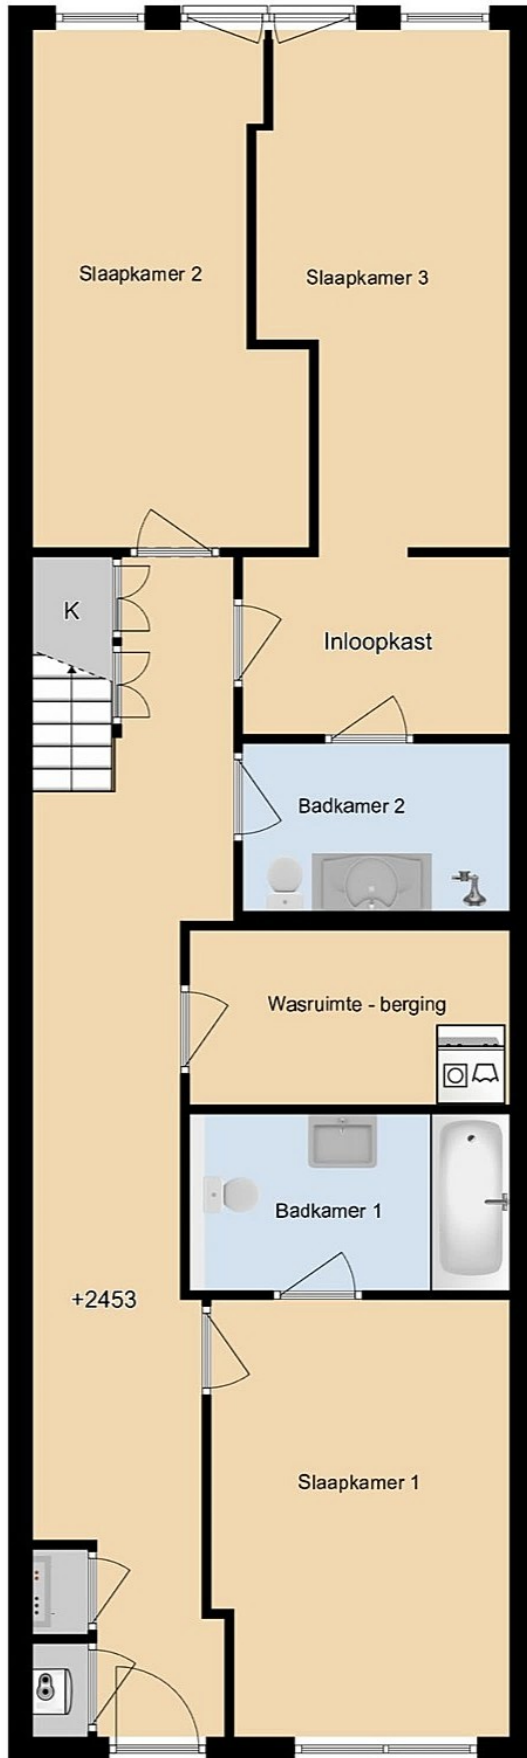 Slaapkamer 2
Slaapkamer 3
K
Inloopkast
Badkamer 2
Wasruimte - berging
Badkamer 1
+2453
Slaapkamer 1